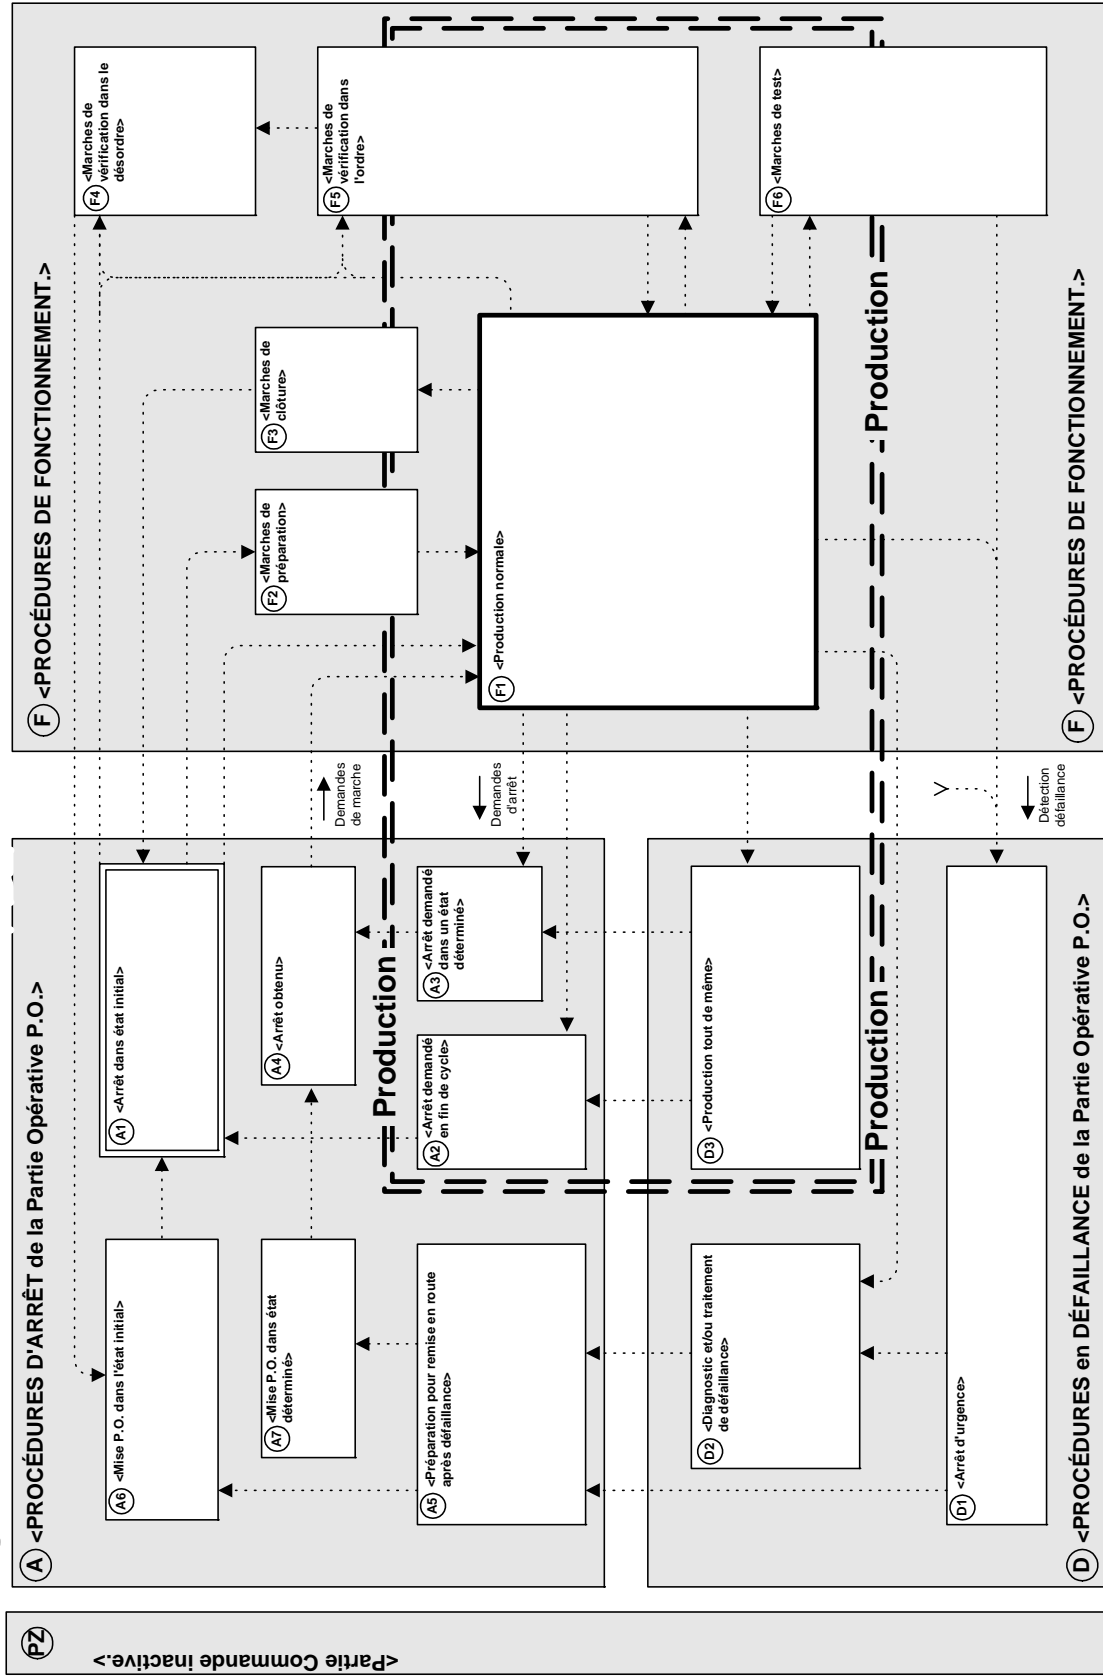 PZ
<Partie Commande inactive.>
A <PROCÉDURES D'ARRÊT de la Partie Opérative P.O.>
A6 <Mise P.O. dans l'état initial>
A1 <Arrêt dans état initial>
A7 <Mise P.O. dans état
déterminé>
A4 <Arrêt obtenu>
Production
A5 <Préparation pour remise en route
après défaillance>
A2 <Arrêt demandé
en fin de cycle>
A3 <Arrêt demandé
dans un état
déterminé>
D2 <Diagnostic et/ou traitement
de défaillance>
D3 <Production tout de même>
Production
D1 <Arrêt d'urgence>
D <PROCÉDURES en DÉFAILLANCE de la Partie Opérative P.O.>
Demandes
de marche
Demandes
d'arrêt
Détection
défaillance
F <PROCÉDURES DE FONCTIONNEMENT.>
F4 <Marches de
vérification dans le
désordre>
F2 <Marches de
préparation>
F3 <Marches de
clôture>
F5 <Marches de
vérification dans
l'ordre>
F1 <Production normale>
F6 <Marches de test>
Production
F <PROCÉDURES DE FONCTIONNEMENT.>